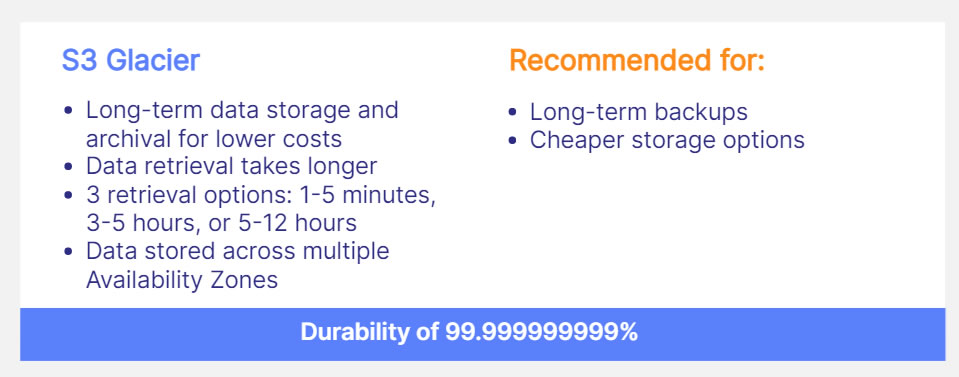 S3 Glacier
• Long-term data storage and
archival for lower costs
• Data retrieval takes longer
• 3 retrieval options: 1-5 minutes,
3-5 hours, or 5-12 hours
• Data stored across multiple
Availability Zones
Recommended for:
• Long-term backups
• Cheaper storage options
Durability of 99.999999999%